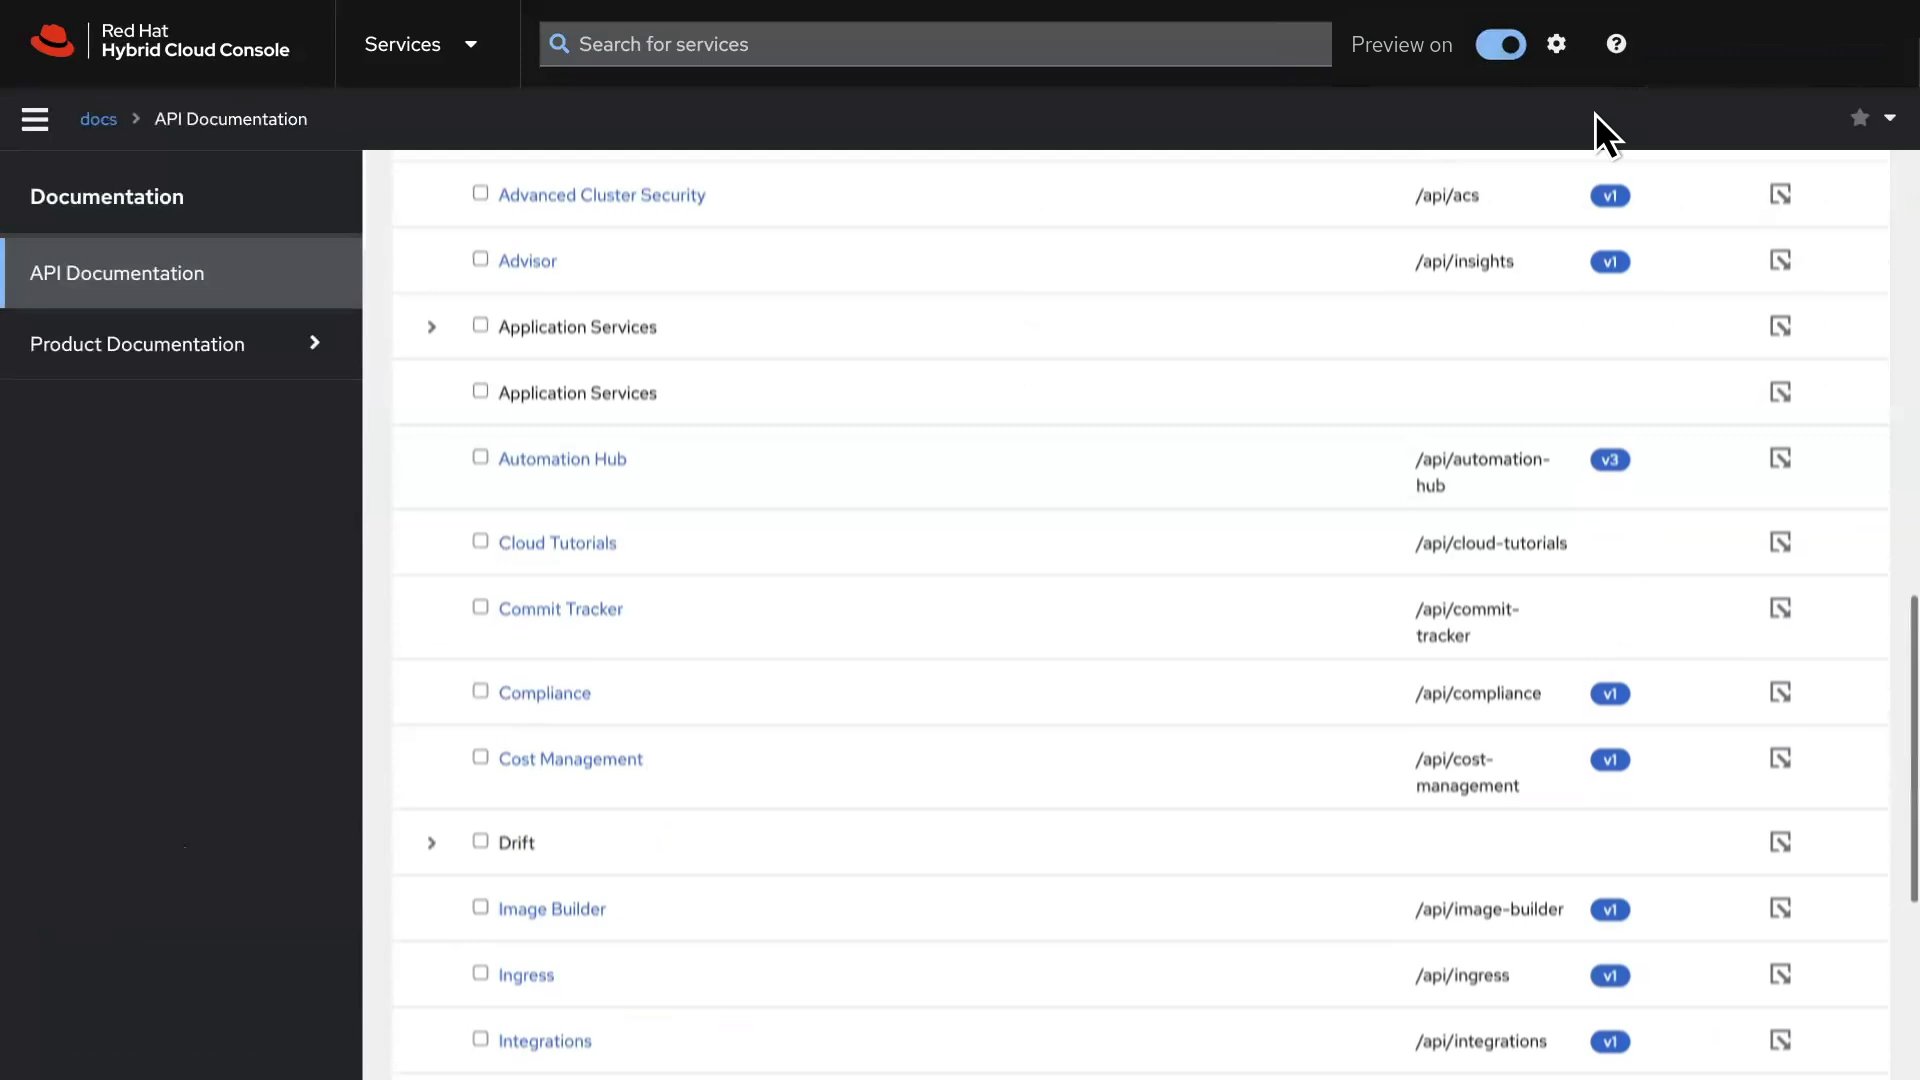 Red Hat
Hybrid Cloud Console
Services
Search for services
Preview on
docs > API Documentation
Documentation
API Documentation
Product Documentation
Advanced Cluster Security /api/acs v1
Advisor /api/insights v1
Application Services
Application Services
Automation Hub /api/automation-
hub v3
Cloud Tutorials /api/cloud-tutorials
Commit Tracker /api/commit-
tracker
Compliance /api/compliance v1
Cost Management /api/cost-
management v1
Drift
Image Builder /api/image-builder v1
Ingress /api/ingress v1
Integrations /api/integrations v1